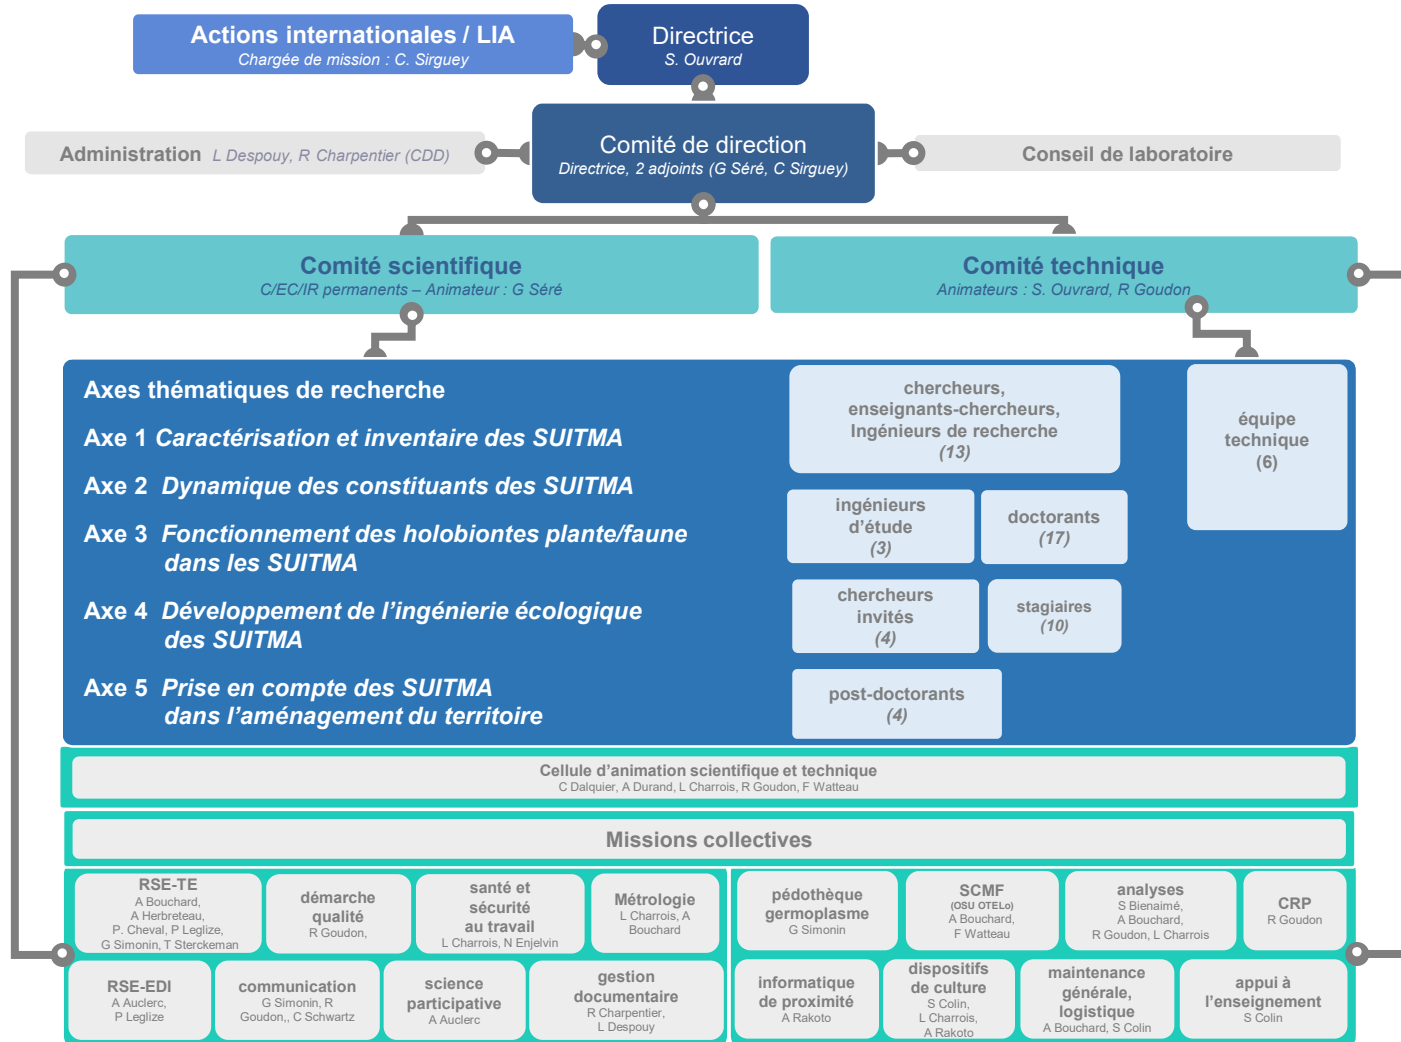 Actions internationales / LIA
Chargée de mission : C. Sirguey
Directrice
S. Ouvrard
Administration L Despouy, R Charpentier (CDD)
Comité de direction
Directrice, 2 adjoints (G Séré, C Sirguey)
Conseil de laboratoire
Comité scientifique
C/EC/IR permanents – Animateur : G Séré
Comité technique
Animateurs : S. Ouvrard, R Goudon
Axes thématiques de recherche
Axe 1 Caractérisation et inventaire des SUITMA
Axe 2 Dynamique des constituants des SUITMA
Axe 3 Fonctionnement des holobiontes plante/faune
dans les SUITMA
Axe 4 Développement de l’ingénierie écologique
des SUITMA
Axe 5 Prise en compte des SUITMA
dans l’aménagement du territoire
chercheurs,
enseignants-chercheurs,
Ingénieurs de recherche
(13)
équipe
technique
(6)
ingénieurs
d’étude
(3)
doctorants
(17)
chercheurs
invités
(4)
stagiaires
(10)
post-doctorants
(4)
Cellule d’animation scientifique et technique
C Dalquier, A Durand, L Charrois, R Goudon, F Watteau
Missions collectives
RSE-TE
A Bouchard,
A Herbreteau,
P. Cheval, P Leglize,
G Simonin, T Sterckeman
démarche
qualité
R Goudon,
santé et
sécurité
au travail
L Charrois, N Enjelvin
Métrologie
L Charrois, A
Bouchard
pédothèque
germoplasme
G Simonin
SCMF
(OSU OTELo)
A Bouchard,
F Watteau
analyses
S Bienaimé,
A Bouchard,
R Goudon, L Charrois
CRP
R Goudon
RSE-EDI
A Auclerc,
P Leglize
communication
G Simonin, R
Goudon,, C Schwartz
science
participative
A Auclerc
gestion
documentaire
R Charpentier,
L Despouy
informatique
de proximité
A Rakoto
dispositifs
de culture
S Colin,
L Charrois,
A Rakoto
maintenance
générale,
logistique
A Bouchard, S Colin
appui à
l’enseignement
S Colin